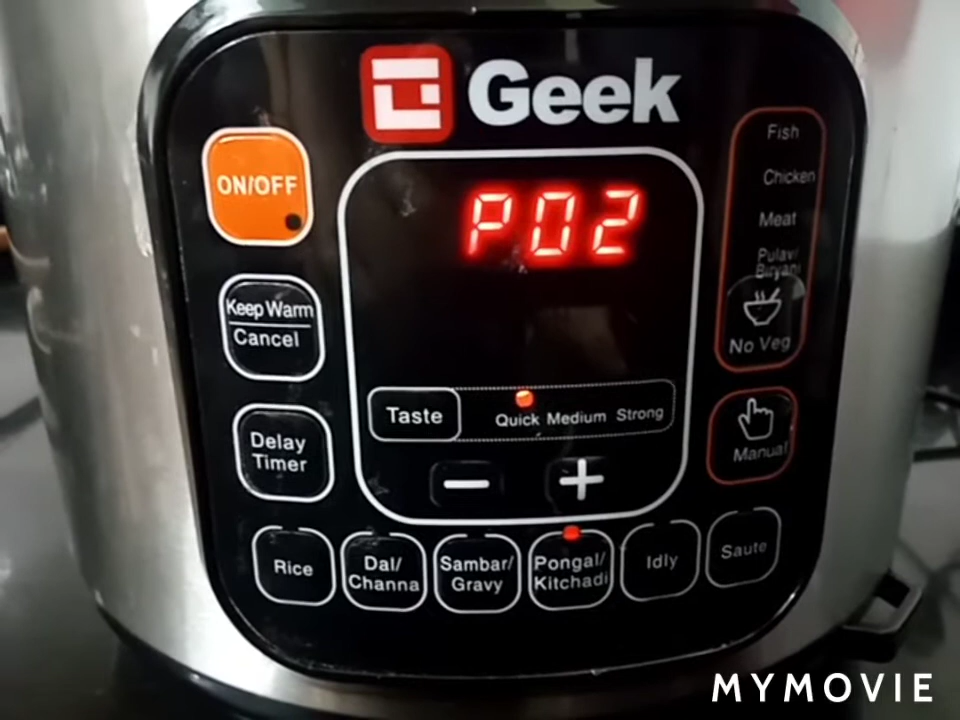 Geek
ON/OFF
P02
Fish
Chicken
Meat
Pulav/
Biryani
No Veg
Keep Warm
Cancel
Taste
Quick Medium Strong
Delay
Timer
Manual
Rice
Dal/
Channa
Sambar/
Gravy
Pongal/
Kitchadi
Idly
Saute
MYMOVIE